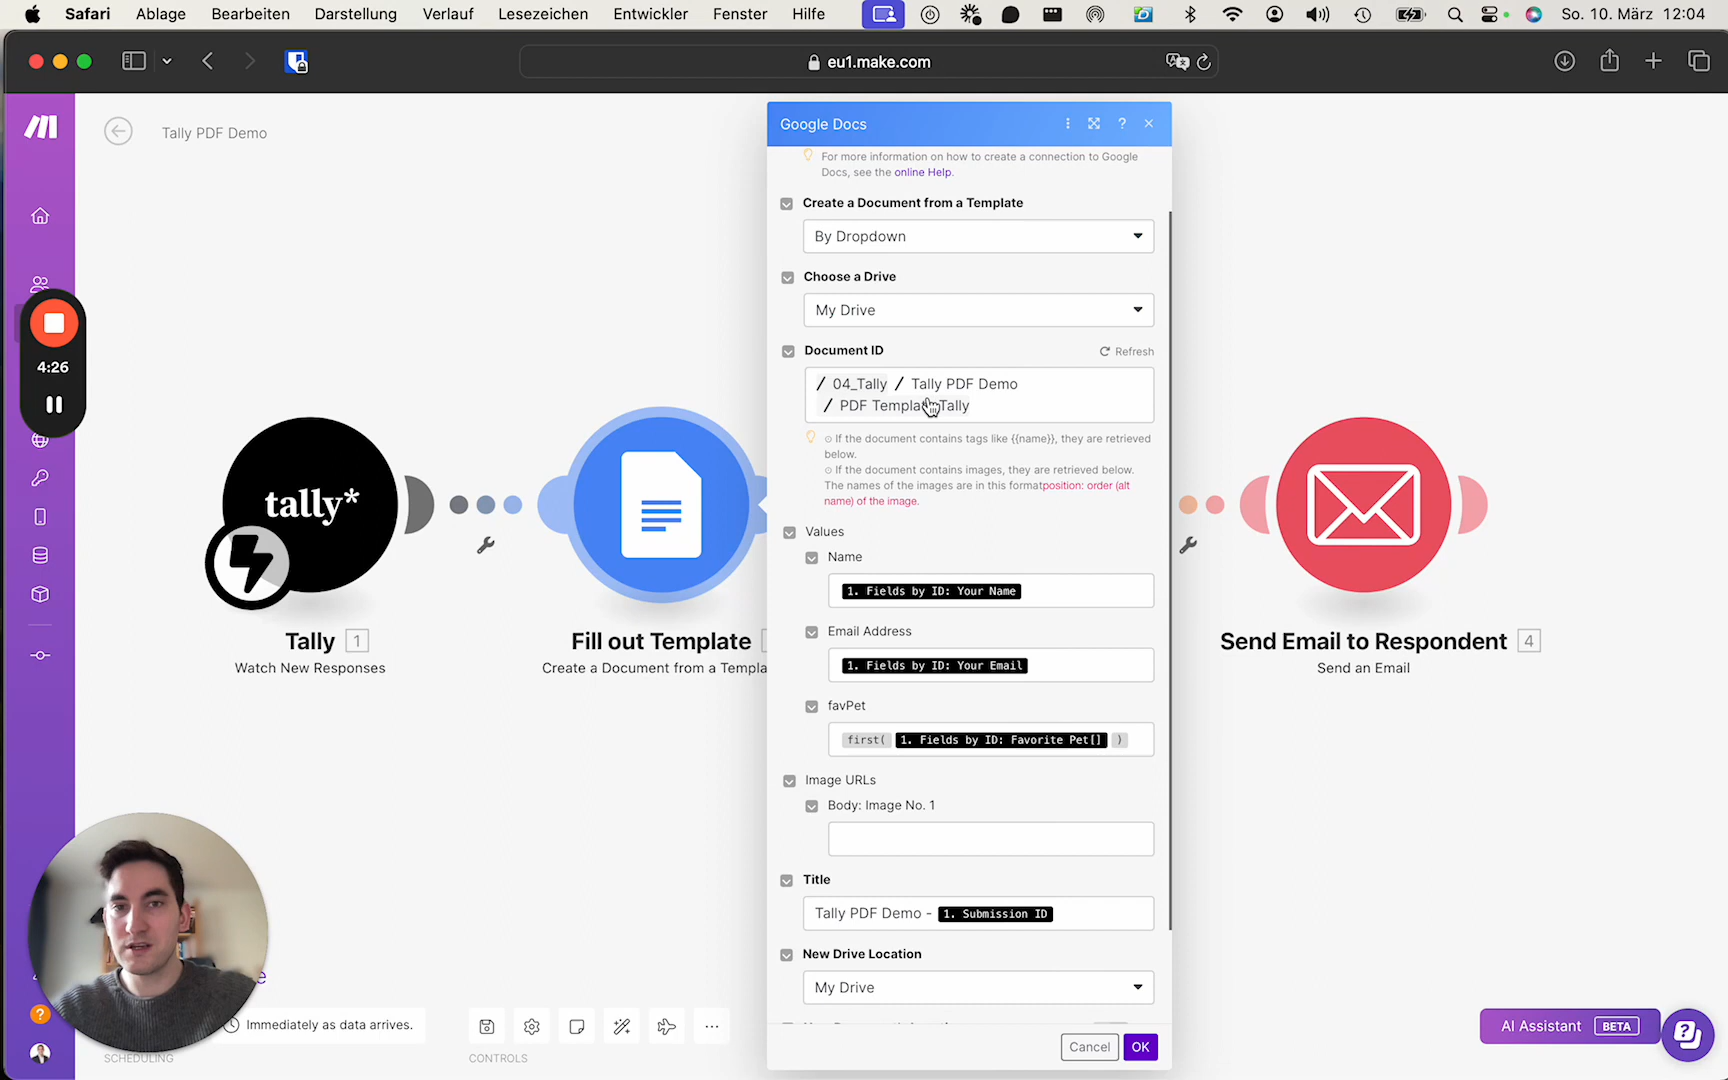 Safari Ablage Bearbeiten Darstellung Verlauf Lesezeichen Entwickler Fenster Hilfe So. 10. März 12:04
eu1.make.com
Tally PDF Demo
Google Docs
For more information on how to create a connection to Google
Docs, see the online Help.
Create a Document from a Template
By Dropdown
Choose a Drive
My Drive
Document ID Refresh
/ 04_Tally / Tally PDF Demo
/ PDF Template Tally
If the document contains tags like {{name}}, they are retrieved
below.
If the document contains images, they are retrieved below.
The names of the images are in this formatposition: order (alt
name) of the image.
Values
Name
1. Fields by ID: Your Name
Email Address
1. Fields by ID: Your Email
favPet
first( 1. Fields by ID: Favorite Pet[] )
Image URLs
Body: Image No. 1
Title
Tally PDF Demo - 1. Submission ID
New Drive Location
My Drive
Cancel OK
4:26
tally*
Tally 1
Watch New Responses
Fill out Template
Create a Document from a Templa
Send Email to Respondent 4
Send an Email
Immediately as data arrives.
SCHEDULING
CONTROLS
AI Assistant BETA